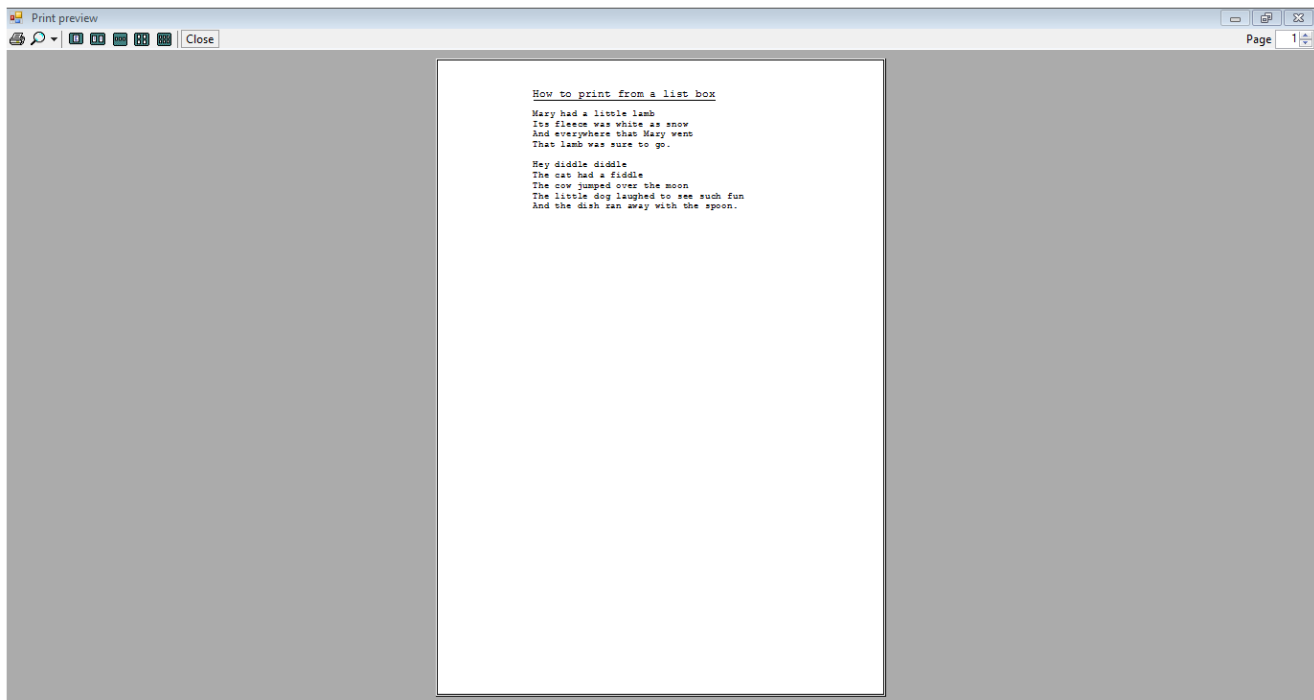 Print preview
Close
Page 1
How to print from a list box
Mary had a little lamb
Its fleece was white as snow
And everywhere that Mary went
That lamb was sure to go.
Hey diddle diddle
The cat had a fiddle
The cow jumped over the moon
The little dog laughed to see such fun
And the dish ran away with the spoon.